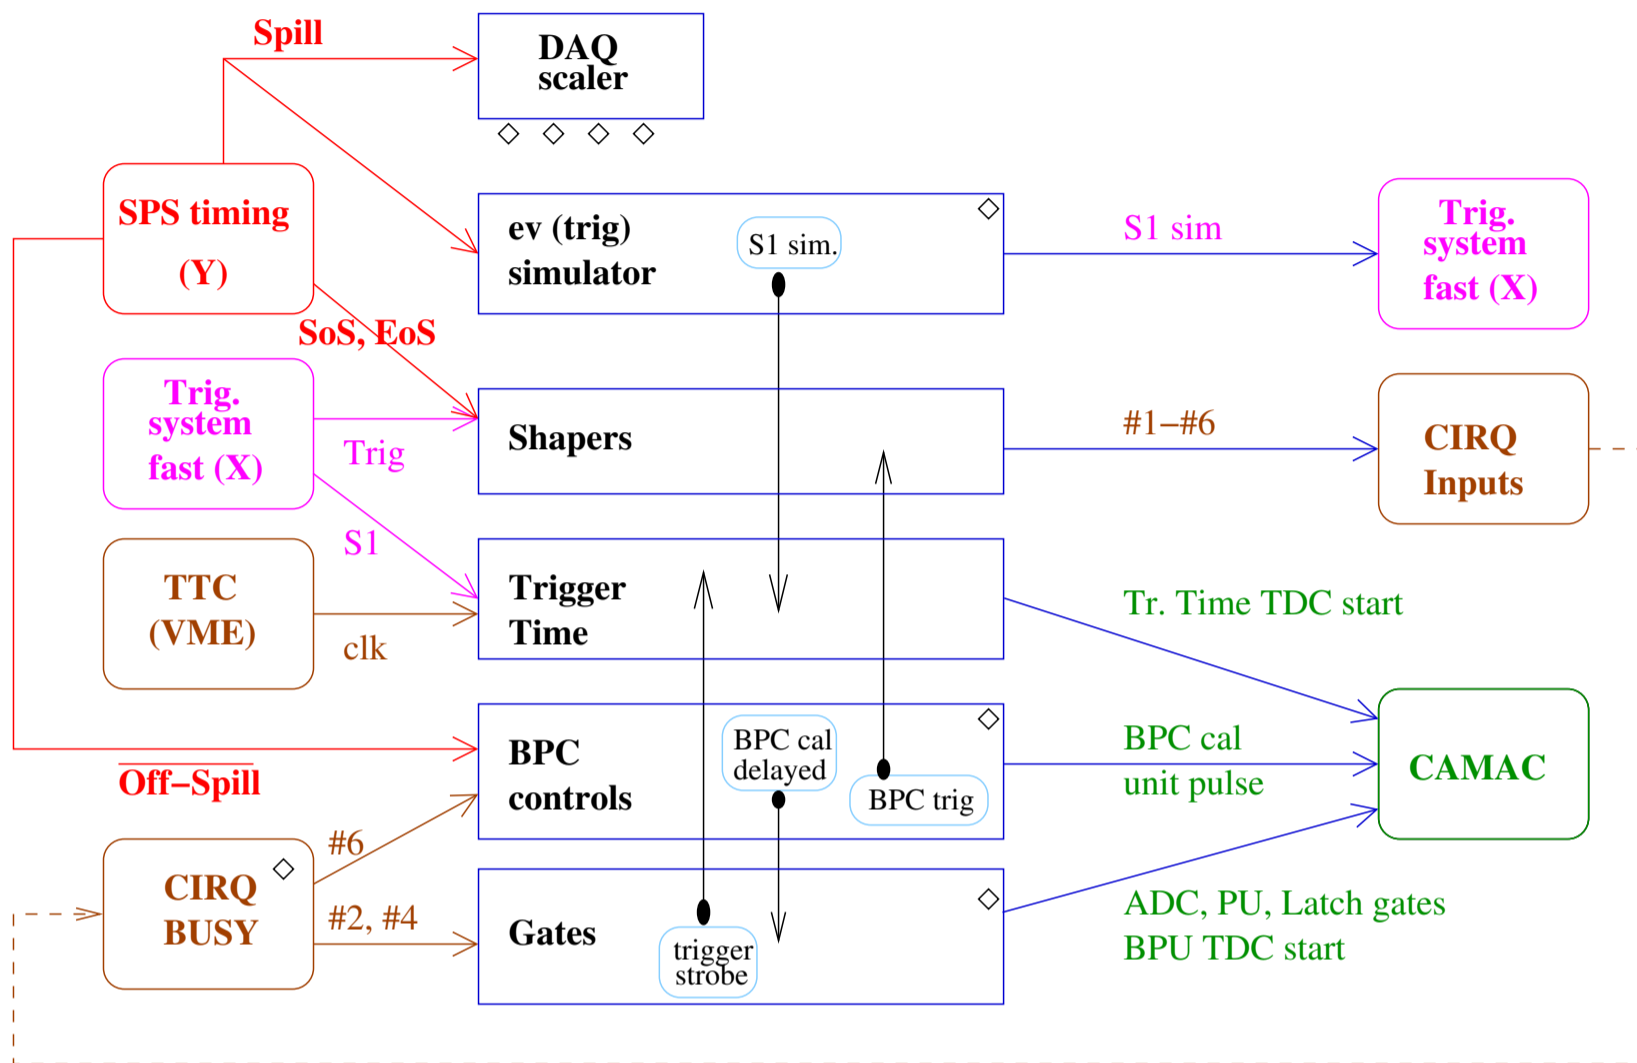 Spill
DAQ
scaler
SPS timing
(Y)
ev (trig)
simulator
S1 sim.
S1 sim
Trig.
system
fast (X)
SoS, EoS
Trig.
system
fast (X)
Trig
S1
Shapers
#1–#6
CIRQ
Inputs
TTC
(VME)
clk
Trigger
Time
Tr. Time TDC start
Off–Spill
BPC
controls
BPC cal
delayed
BPC trig
BPC cal
unit pulse
CAMAC
CIRQ
BUSY
#6
#2, #4
Gates
trigger
strobe
ADC, PU, Latch gates
BPU TDC start